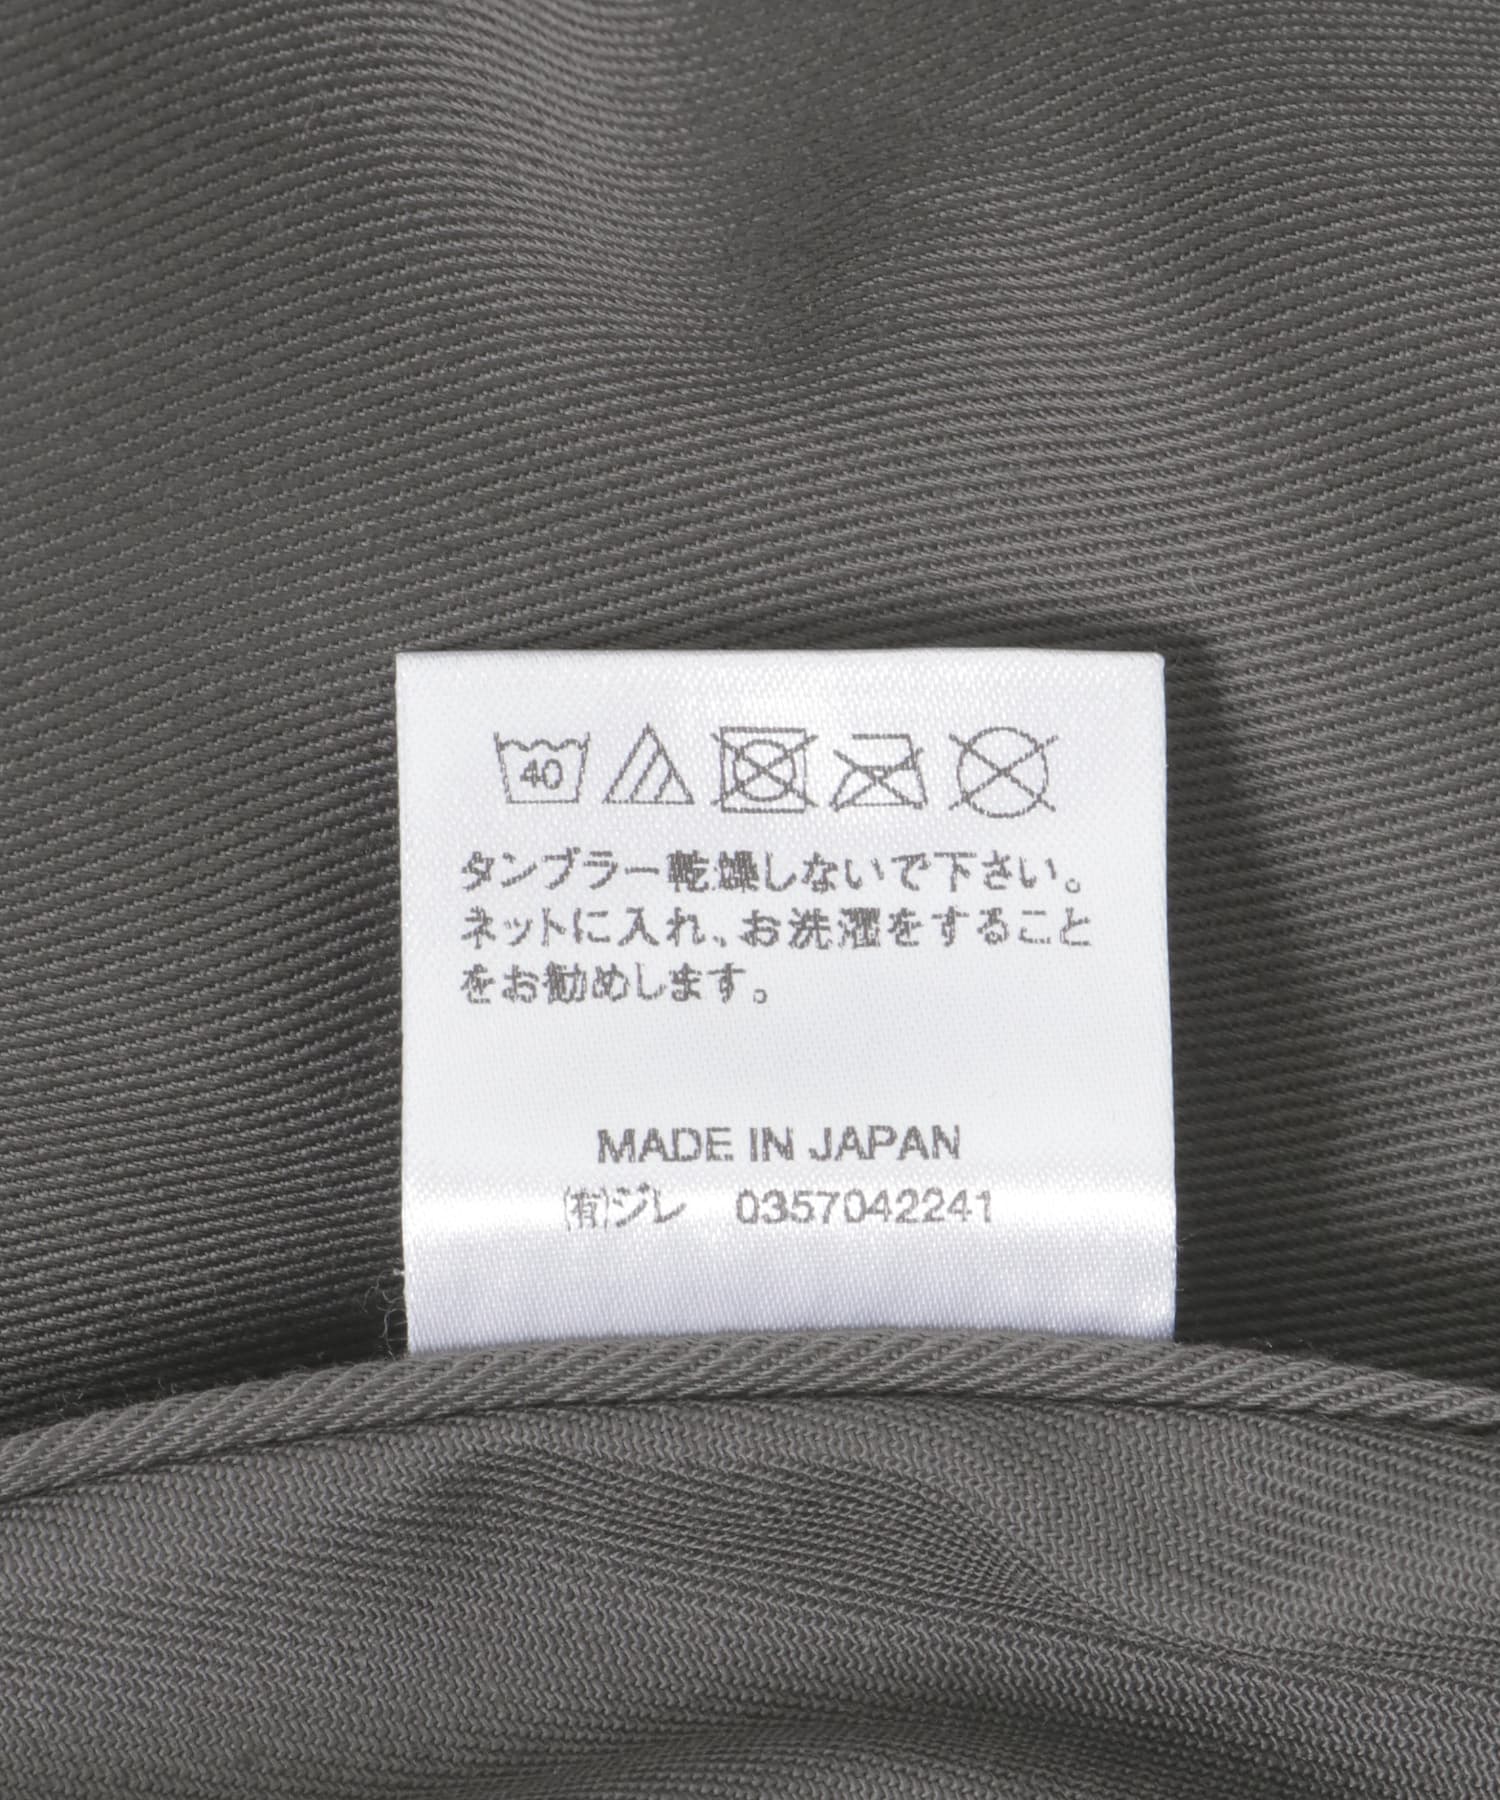 40
タンブラー乾燥しないで下さい。
ネットに入れ、お洗濯をすること
をお勧めします。
MADE IN JAPAN
(有)ジレ 0357042241